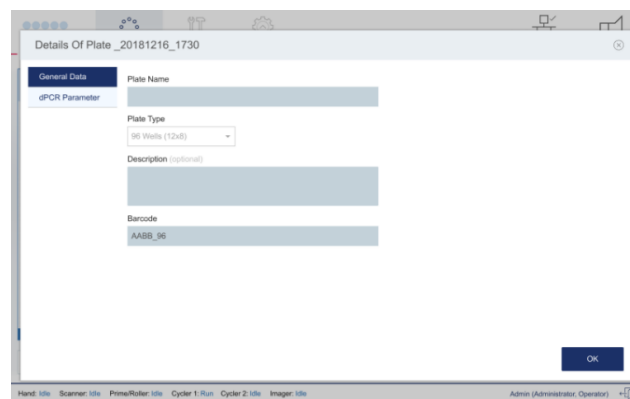 Details Of Plate _20181216_1730
General Data
dPCR Parameter
Plate Name
Plate Type
96 Wells (12x8)
Description (optional)
Barcode
AABB_96
OK
Hand: Idle Scanner: Idle Prime/Roller: Idle Cycler 1: Run Cycler 2: Idle Imager: Idle Admin (Administrator, Operator)